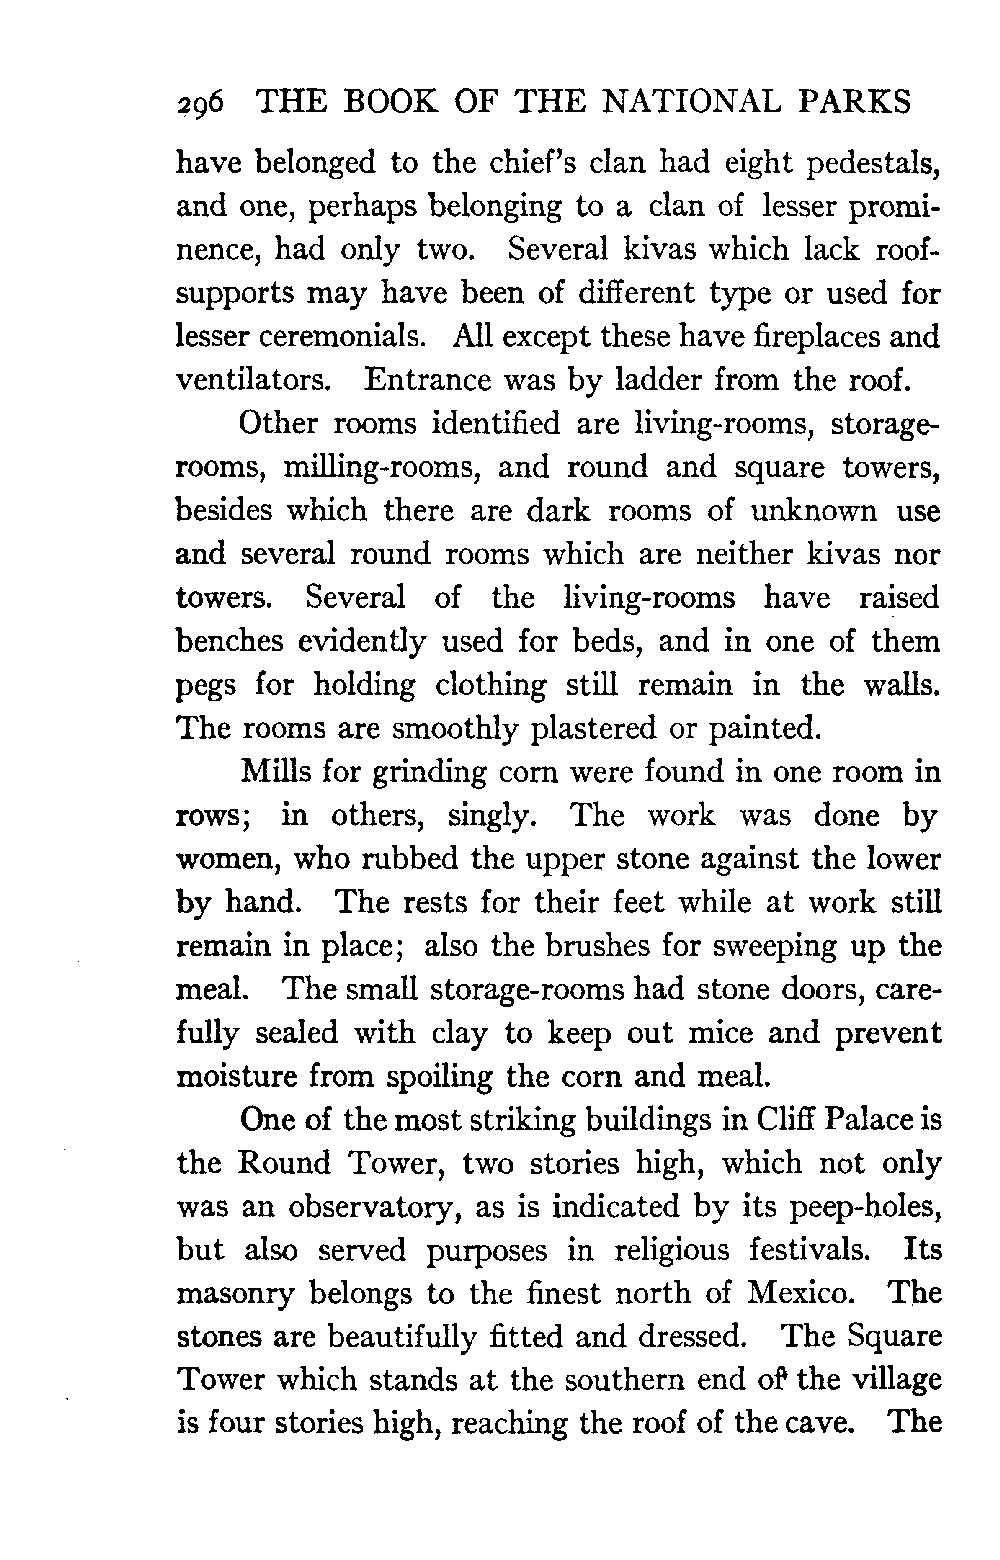 296 THE BOOK OF THE NATIONAL PARKS
have belonged to the chief's clan had eight pedestals,
and one, perhaps belonging to a clan of lesser promi-
nence, had only two. Several kivas which lack roof-
supports may have been of different type or used for
lesser ceremonials. All except these have fireplaces and
ventilators. Entrance was by ladder from the roof.
Other rooms identified are living-rooms, storage-
rooms, milling-rooms, and round and square towers,
besides which there are dark rooms of unknown use
and several round rooms which are neither kivas nor
towers. Several of the living-rooms have raised
benches evidently used for beds, and in one of them
pegs for holding clothing still remain in the walls.
The rooms are smoothly plastered or painted.
Mills for grinding corn were found in one room in
rows; in others, singly. The work was done by
women, who rubbed the upper stone against the lower
by hand. The rests for their feet while at work still
remain in place; also the brushes for sweeping up the
meal. The small storage-rooms had stone doors, care-
fully sealed with clay to keep out mice and prevent
moisture from spoiling the corn and meal.
One of the most striking buildings in Cliff Palace is
the Round Tower, two stories high, which not only
was an observatory, as is indicated by its peep-holes,
but also served purposes in religious festivals. Its
masonry belongs to the finest north of Mexico. The
stones are beautifully fitted and dressed. The Square
Tower which stands at the southern end of the village
is four stories high, reaching the roof of the cave. The